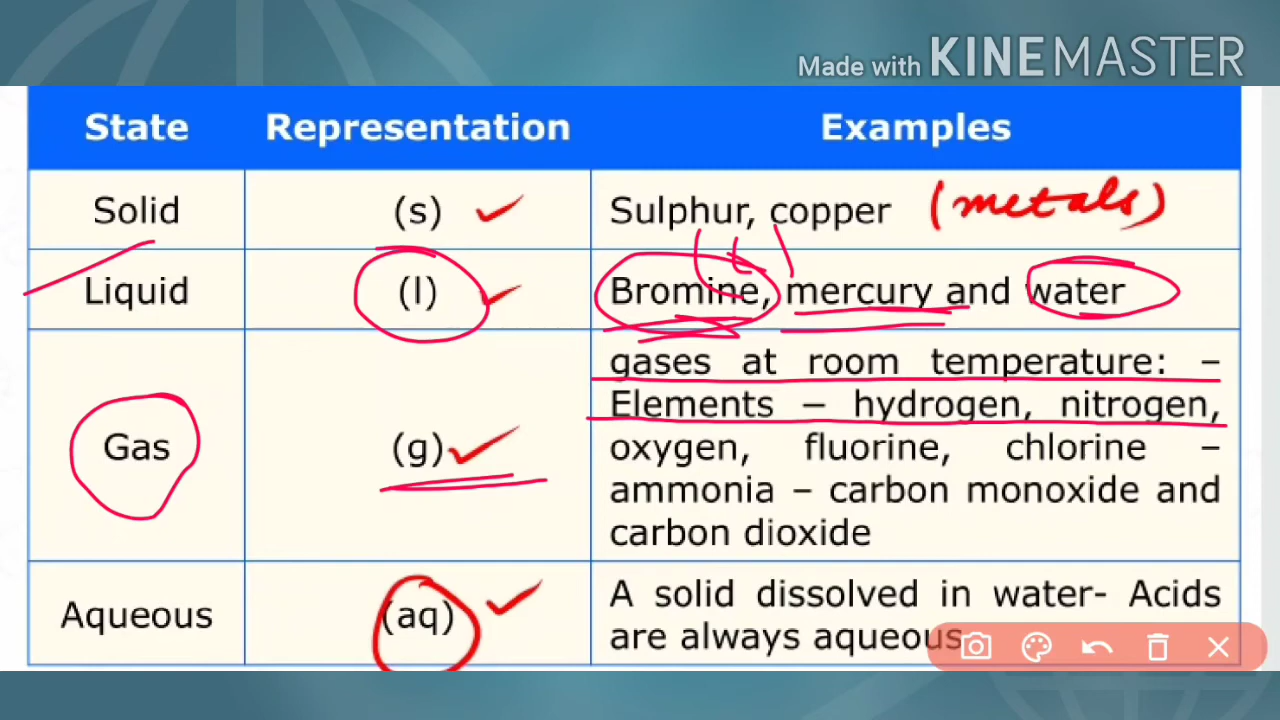 Made with KINEMASTER
State Representation Examples
Solid (s) Sulphur, copper (metals)
Liquid (l) Bromine, mercury and water
gases at room temperature: –
Elements – hydrogen, nitrogen,
Gas (g) oxygen, fluorine, chlorine –
ammonia – carbon monoxide and
carbon dioxide
Aqueous (aq) A solid dissolved in water- Acids
are always aqueous